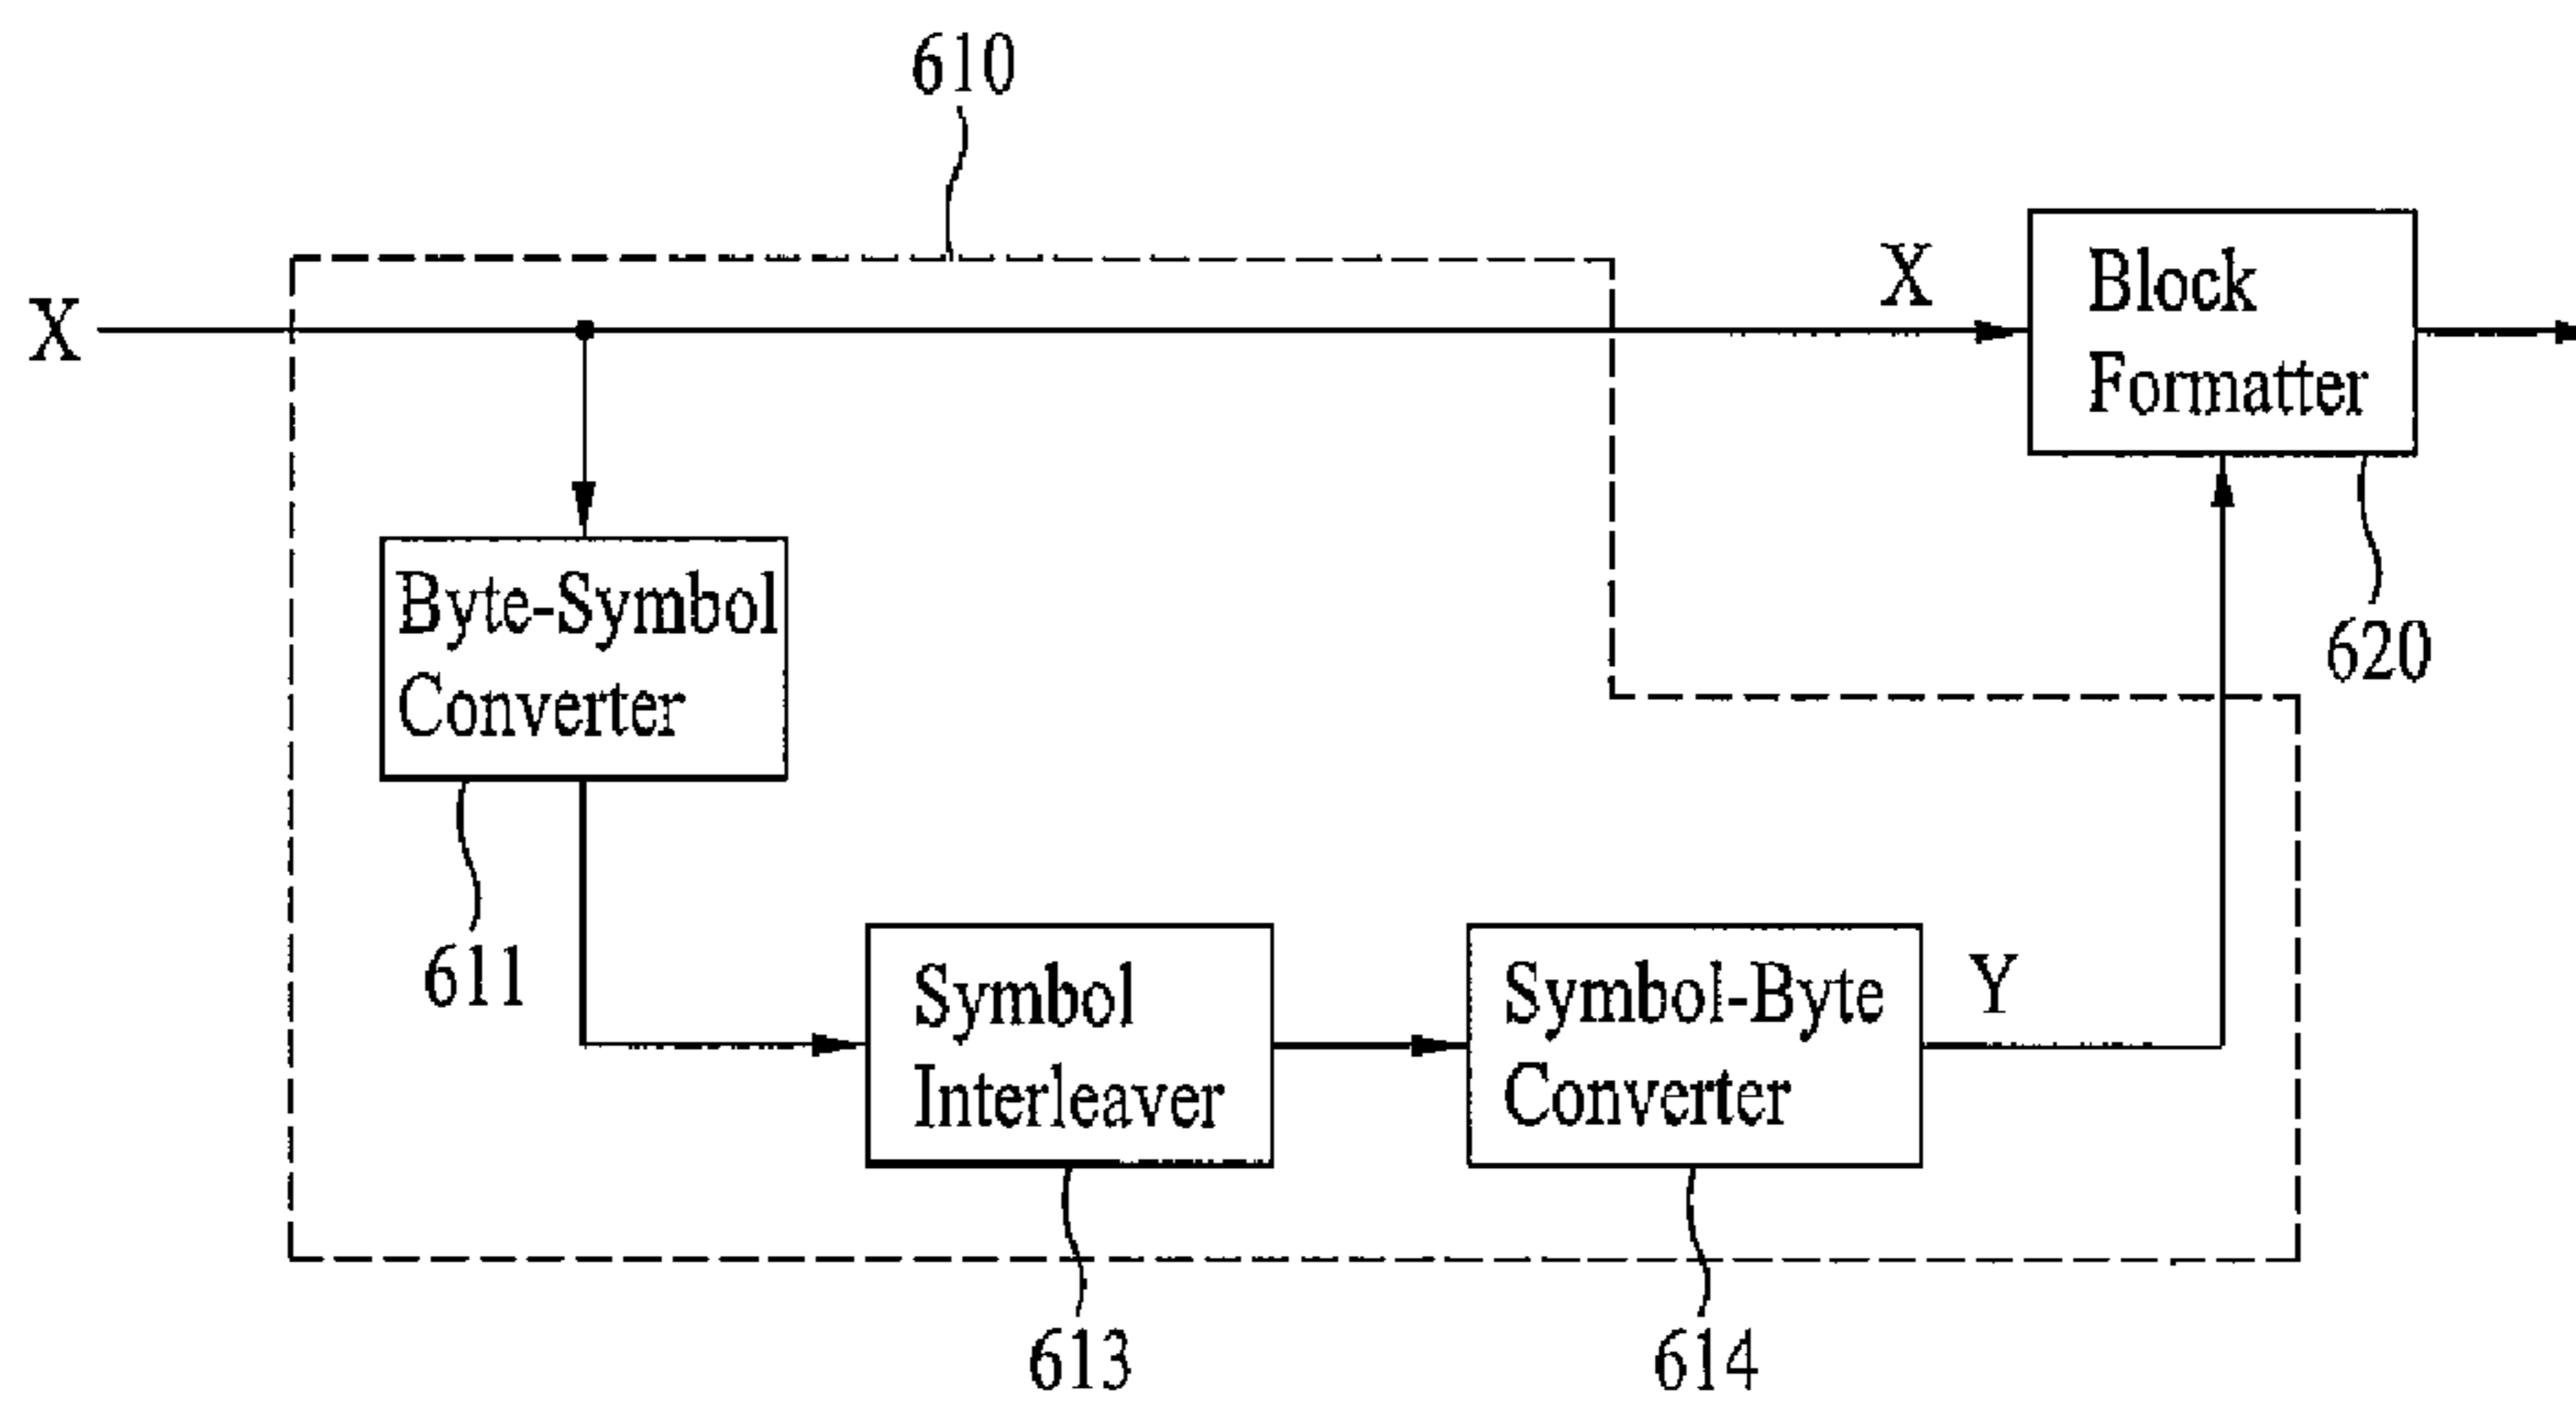 610
X
X
Block
Formatter
Byte-Symbol
Converter
620
611
Symbol
Interleaver
Symbol-Byte
Converter
Y
613
614